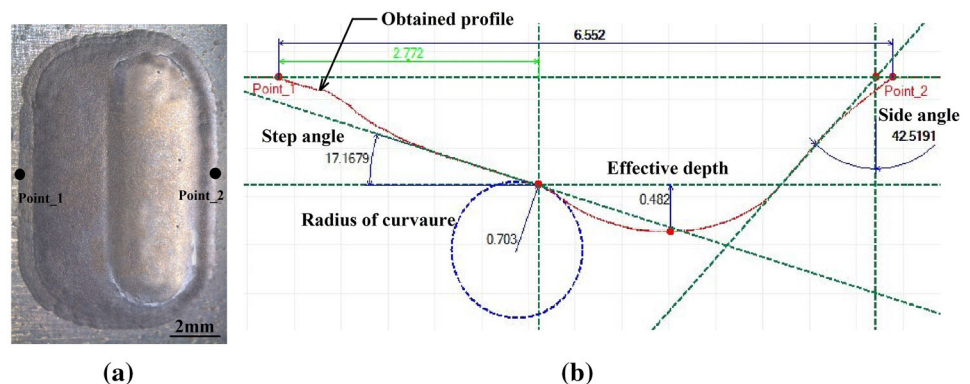 Point_1
Point_2
2mm
(a)
Obtained profile
6.552
2.772
Point_1
Point_2
Step angle
17.1679
Side angle
42.5191
Effective depth
0.482
Radius of curvaure
0.703
(b)